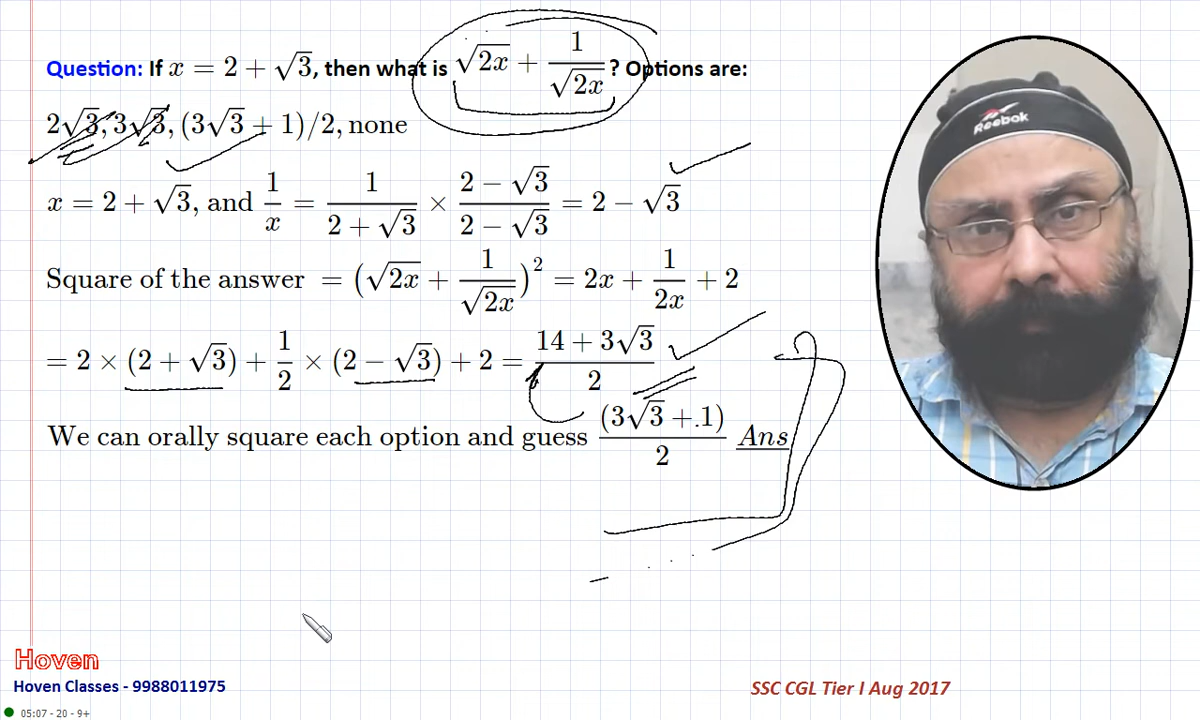 Question: If x = 2 + √3, then what is √2x + 1/√2x ? Options are:
2√3, 3√3, (3√3 + 1)/2, none
x = 2 + √3, and 1/x = 1/(2 + √3) × (2 − √3)/(2 − √3) = 2 − √3
Square of the answer = (√2x + 1/√2x)² = 2x + 1/2x + 2
= 2 × (2 + √3) + 1/2 × (2 − √3) + 2 = (14 + 3√3)/2
We can orally square each option and guess (3√3 + 1)/2 Ans
Reebok
Hoven
Hoven Classes - 9988011975
SSC CGL Tier I Aug 2017
05:07 - 20 - 9+